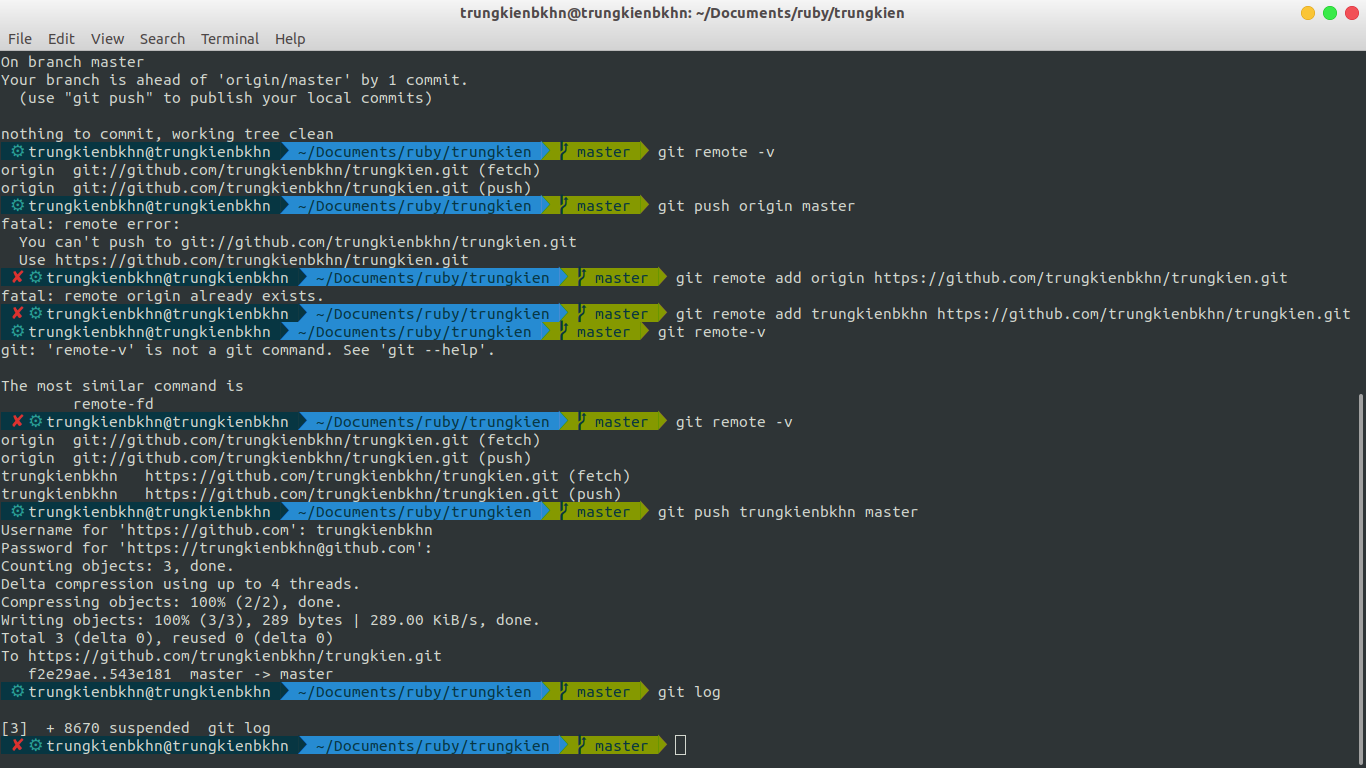 trungkienbkhn@trungkienbkhn: ~/Documents/ruby/trungkien
File Edit View Search Terminal Help
On branch master
Your branch is ahead of 'origin/master' by 1 commit.
  (use "git push" to publish your local commits)
nothing to commit, working tree clean
⚙ trungkienbkhn@trungkienbkhn ~/Documents/ruby/trungkien master git remote -v
origin  git://github.com/trungkienbkhn/trungkien.git (fetch)
origin  git://github.com/trungkienbkhn/trungkien.git (push)
⚙ trungkienbkhn@trungkienbkhn ~/Documents/ruby/trungkien master git push origin master
fatal: remote error:
  You can't push to git://github.com/trungkienbkhn/trungkien.git
  Use https://github.com/trungkienbkhn/trungkien.git
✘ ⚙ trungkienbkhn@trungkienbkhn ~/Documents/ruby/trungkien master git remote add origin https://github.com/trungkienbkhn/trungkien.git
fatal: remote origin already exists.
✘ ⚙ trungkienbkhn@trungkienbkhn ~/Documents/ruby/trungkien master git remote add trungkienbkhn https://github.com/trungkienbkhn/trungkien.git
⚙ trungkienbkhn@trungkienbkhn ~/Documents/ruby/trungkien master git remote-v
git: 'remote-v' is not a git command. See 'git --help'.
The most similar command is
        remote-fd
✘ ⚙ trungkienbkhn@trungkienbkhn ~/Documents/ruby/trungkien master git remote -v
origin  git://github.com/trungkienbkhn/trungkien.git (fetch)
origin  git://github.com/trungkienbkhn/trungkien.git (push)
trungkienbkhn   https://github.com/trungkienbkhn/trungkien.git (fetch)
trungkienbkhn   https://github.com/trungkienbkhn/trungkien.git (push)
⚙ trungkienbkhn@trungkienbkhn ~/Documents/ruby/trungkien master git push trungkienbkhn master
Username for 'https://github.com': trungkienbkhn
Password for 'https://trungkienbkhn@github.com':
Counting objects: 3, done.
Delta compression using up to 4 threads.
Compressing objects: 100% (2/2), done.
Writing objects: 100% (3/3), 289 bytes | 289.00 KiB/s, done.
Total 3 (delta 0), reused 0 (delta 0)
To https://github.com/trungkienbkhn/trungkien.git
   f2e29ae..543e181  master -> master
⚙ trungkienbkhn@trungkienbkhn ~/Documents/ruby/trungkien master git log
[3]  + 8670 suspended  git log
✘ ⚙ trungkienbkhn@trungkienbkhn ~/Documents/ruby/trungkien master